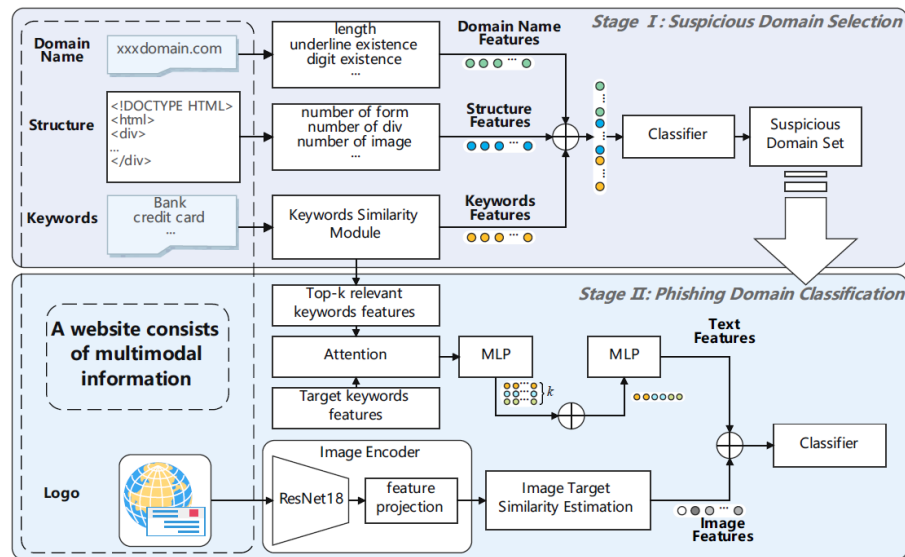 Stage I: Suspicious Domain Selection
Domain
Name
xxxdomain.com
length
underline existence
digit existence
...
Domain Name
Features
Structure
<!DOCTYPE HTML>
<html>
<div>
...
</div>
number of form
number of div
number of image
...
Structure
Features
Classifier
Suspicious
Domain Set
Keywords
Bank
credit card
...
Keywords Similarity
Module
Keywords
Features
Stage II: Phishing Domain Classification
A website consists
of multimodal
information
Top-k relevant
keywords features
Attention
Target keywords
features
MLP
k
MLP
Text
Features
Classifier
Logo
Image Encoder
ResNet18
feature
projection
Image Target
Similarity Estimation
Image
Features